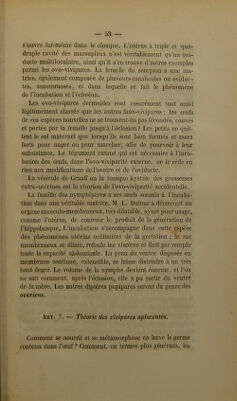 — 53 —
s'ouvre lui-même dans le cloaque. L'utérus à triple et qua-
druple cavité des marsupiaux n'est véritablement qu'un ovi-
ducte multiloculaire, ainsi qu'il s'en trouve d'autres exemples
parmi les ovo-vivipares. La femelle du scorpion a une ma-
trice, également composée de plusieurs canalicules ou oviduc-
tes, anastomosés, et dans laquelle se fait le phénomène
de l'incubation et l'éclosion.
Les ovo-vivipares dermoïdes sont assurément tout aussi
légitimement classés que les autres faux-vivipares ; les œufs
de ces espèces nouvelles ne se trouvent-ils pas fécondés, couvés
et portés par la femelle jusqu'à l'éclosion ? Les petits ne quit-
tent le sol maternel que lorsqu'ils sont bien formés et assez
forts pour nager ou pour marcher, afin de pourvoir à leur
subsistance. Le tégument cutané qui est nécessaire à l'incu-
bation des œufs, dans l'ovo-viviparité externe, ne le cède en
rien aux modifications de l'ovaire et de l'oviducte.
La vésicule de Graaff ou la tunique kystale des grossesses
extra-utérines est la chorion de l'ovo-viviparité accidentelle.
La famille des nymphipares a ses œufs soumis à l'incuba-
tion dans une véritable matrice. M. L. Dufour a découvert un
organe musculo-membraneux, très dilatable, ayant pour usage,
comme l'utérus, de contenir le produit de la génération de
l'hippobosque. L'incubation s'accompagne dans cette espèce
des phénomènes utérins ordinaires de la gestation ; le sac
membraneux se dilate, refoule les viscères et finit par remplir
toute la capacité abdominale. La peau du ventre disposée en
membrane continue, extensible, se laisse distendre à un très
haut degré. Le volume de la nymphe devient énorme, et l'on
ne sait comment, après l'éclosion, elle a pu sortir du ventre
de la mère. Les autres diptères pupipares seront du genre des
ovariens.
ART. 7. — Théorie des vivipares aplacentés.
Comment se nourrit et se métamorphose en larve le germe
contenu dans l'œuf ? Comment, en termes plus généraux, les